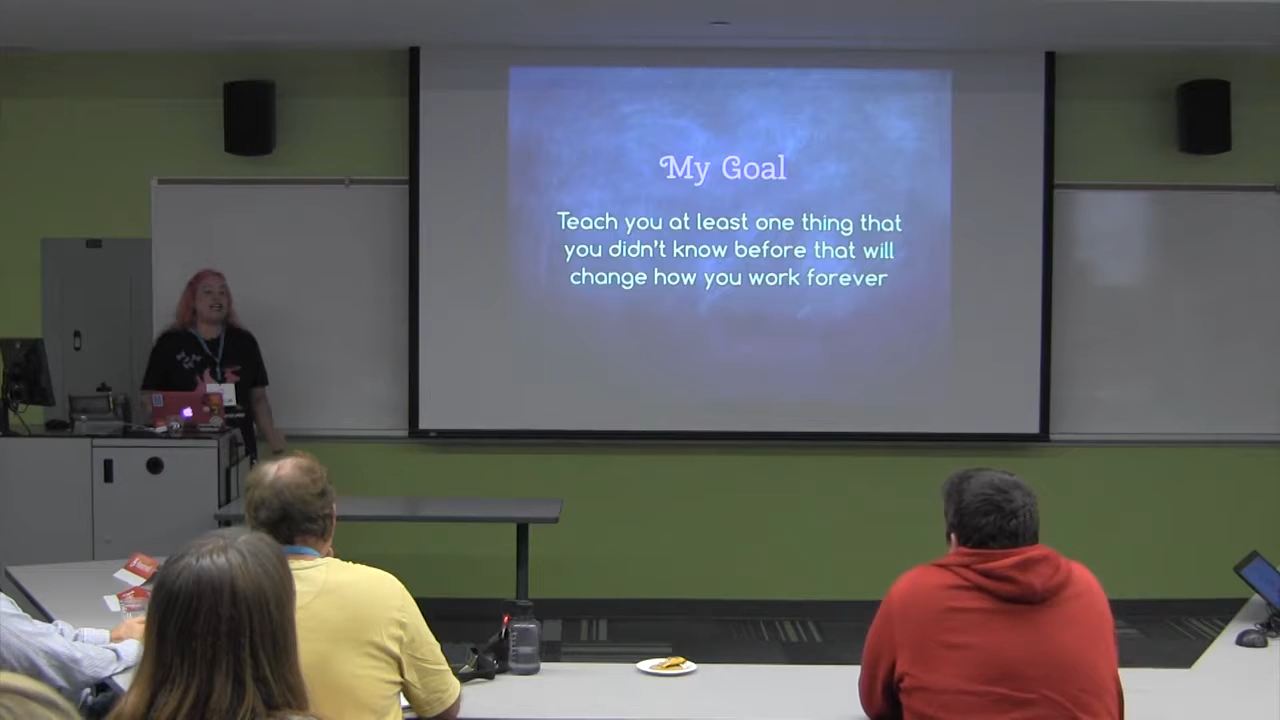 My Goal
Teach you at least one thing that
you didn't know before that will
change how you work forever